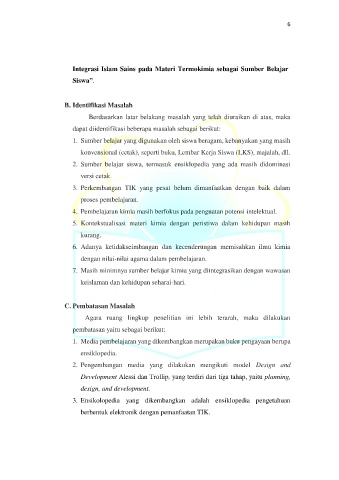 6
Integrasi Islam Sains pada Materi Termokimia sebagai Sumber Belajar
Siswa".
B. Identifikasi Masalah
Berdasarkan latar belakang masalah yang telah diuraikan di atas, maka
dapat diidentifikasi beberapa masalah sebagai berikut:
1. Sumber belajar yang digunakan oleh siswa beragam, kebanyakan yang masih
konvensional (cetak), seperti buku, Lembar Kerja Siswa (LKS), majalah, dll.
2. Sumber belajar siswa, termasuk ensiklopedia yang ada masih didominasi
versi cetak.
3. Perkembangan TIK yang pesat belum dimanfaatkan dengan baik dalam
proses pembelajaran.
4. Pembelajaran kimia masih berfokus pada penguatan potensi intelektual.
5. Kontekstualisasi materi kimia dengan peristiwa dalam kehidupan masih
kurang.
6. Adanya ketidakseimbangan dan kecenderungan memisahkan ilmu kimia
dengan nilai-nilai agama dalam pembelajaran.
7. Masih minimnya sumber belajar kimia yang diintegrasikan dengan wawasan
keislaman dan kehidupan seharai-hari.
C. Pembatasan Masalah
Agara ruang lingkup penelitian ini lebih terarah, maka dilakukan
pembatasan yaitu sebagai berikut:
1. Media pembelajaran yang dikembangkan merupakan buku pengayaan berupa
ensiklopedia.
2. Pengembangan media yang dilakukan mengikuti model Design and
Development Alessi dan Trollip, yang terdiri dari tiga tahap, yaitu planning,
design, and development.
3. Ensikolopedia yang dikembangkan adalah ensiklopedia pengetahuan
berbentuk elektronik dengan pemanfaatan TIK.